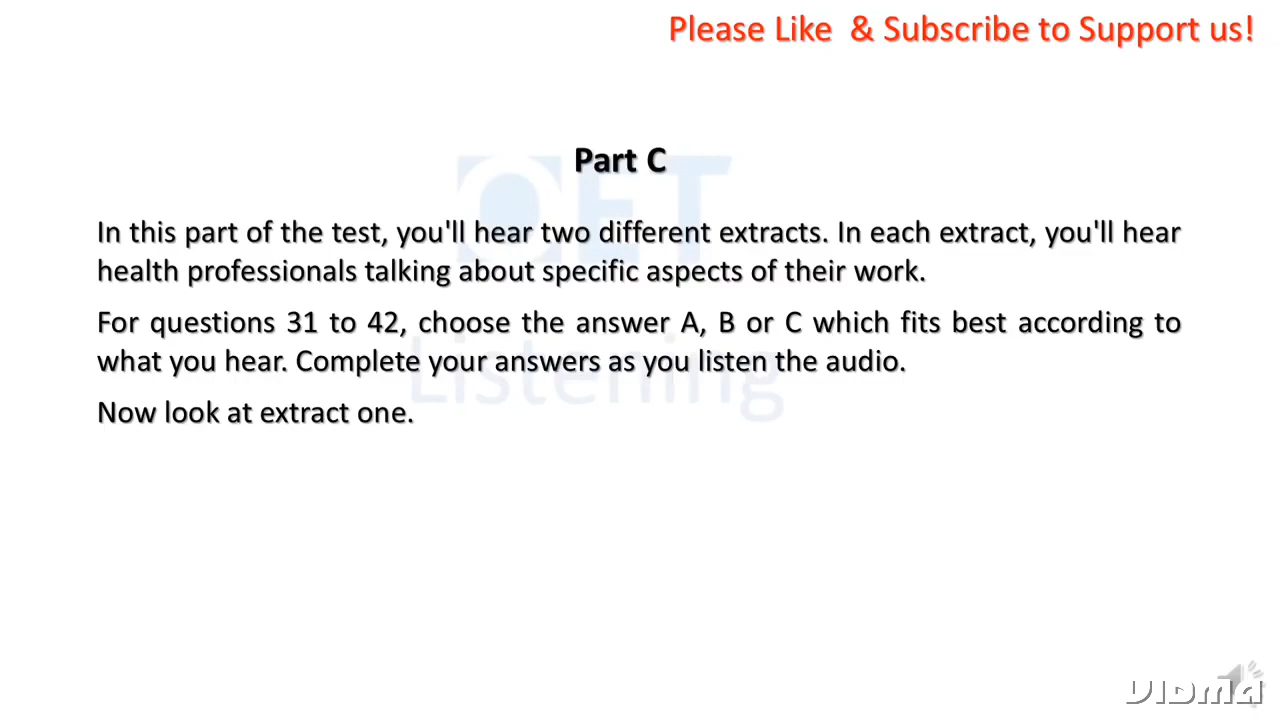 Please Like & Subscribe to Support us!
Part C
OET
Listening
In this part of the test, you'll hear two different extracts. In each extract, you'll hear
health professionals talking about specific aspects of their work.
For questions 31 to 42, choose the answer A, B or C which fits best according to
what you hear. Complete your answers as you listen the audio.
Now look at extract one.
VIDMA